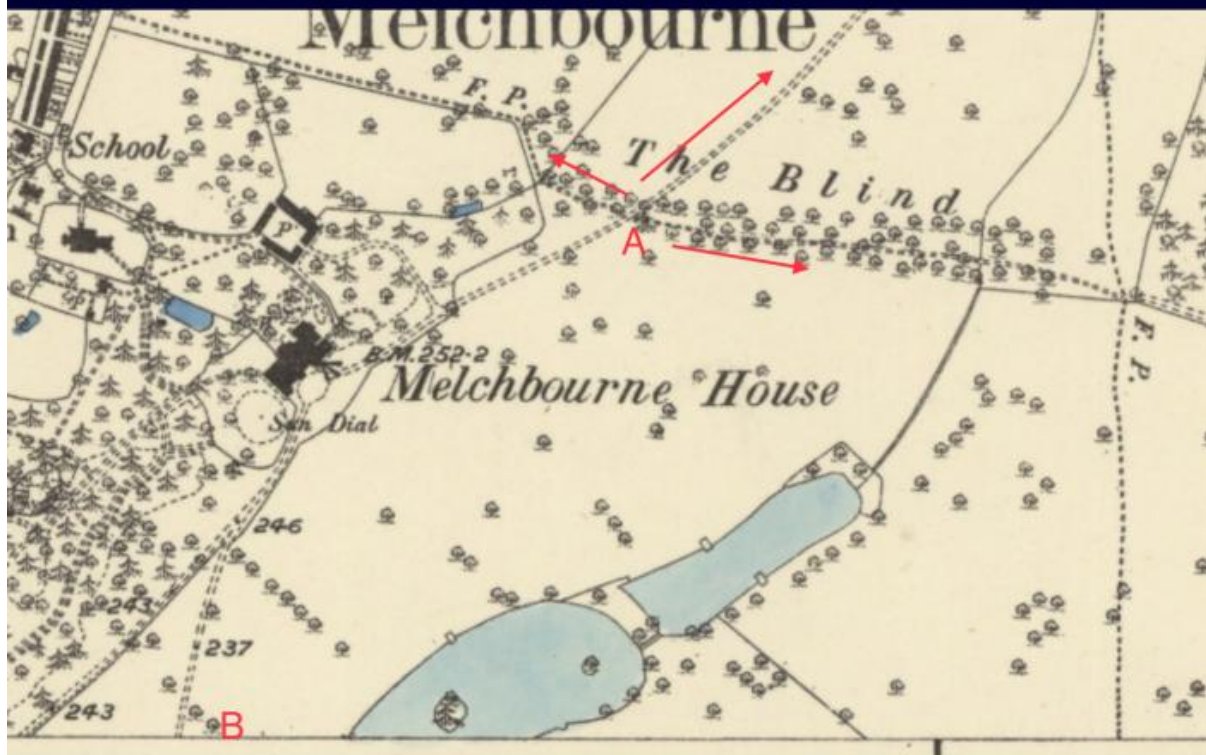 Melchbourne
F. P.
School
The Blind
P
A
B.M. 252·2
Melchbourne House
F. P.
Sun Dial
246
243
237
243
B